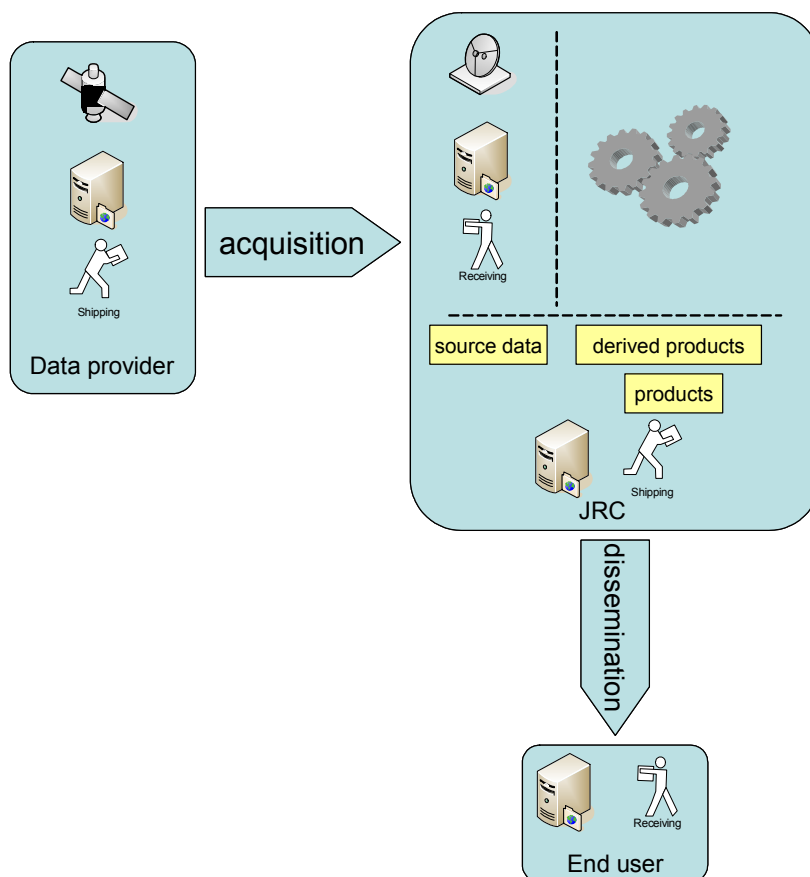 Shipping
Data provider
acquisition
Receiving
source data
derived products
products
Shipping
JRC
dissemination
Receiving
End user